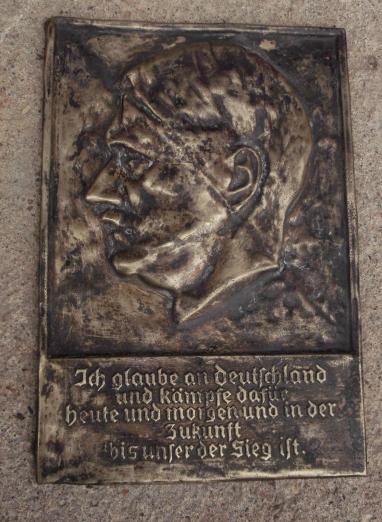 Ich glaube an Deutschland
und kämpfe dafür
heute und morgen und in der
Zukunft
bis unser der Sieg ist.